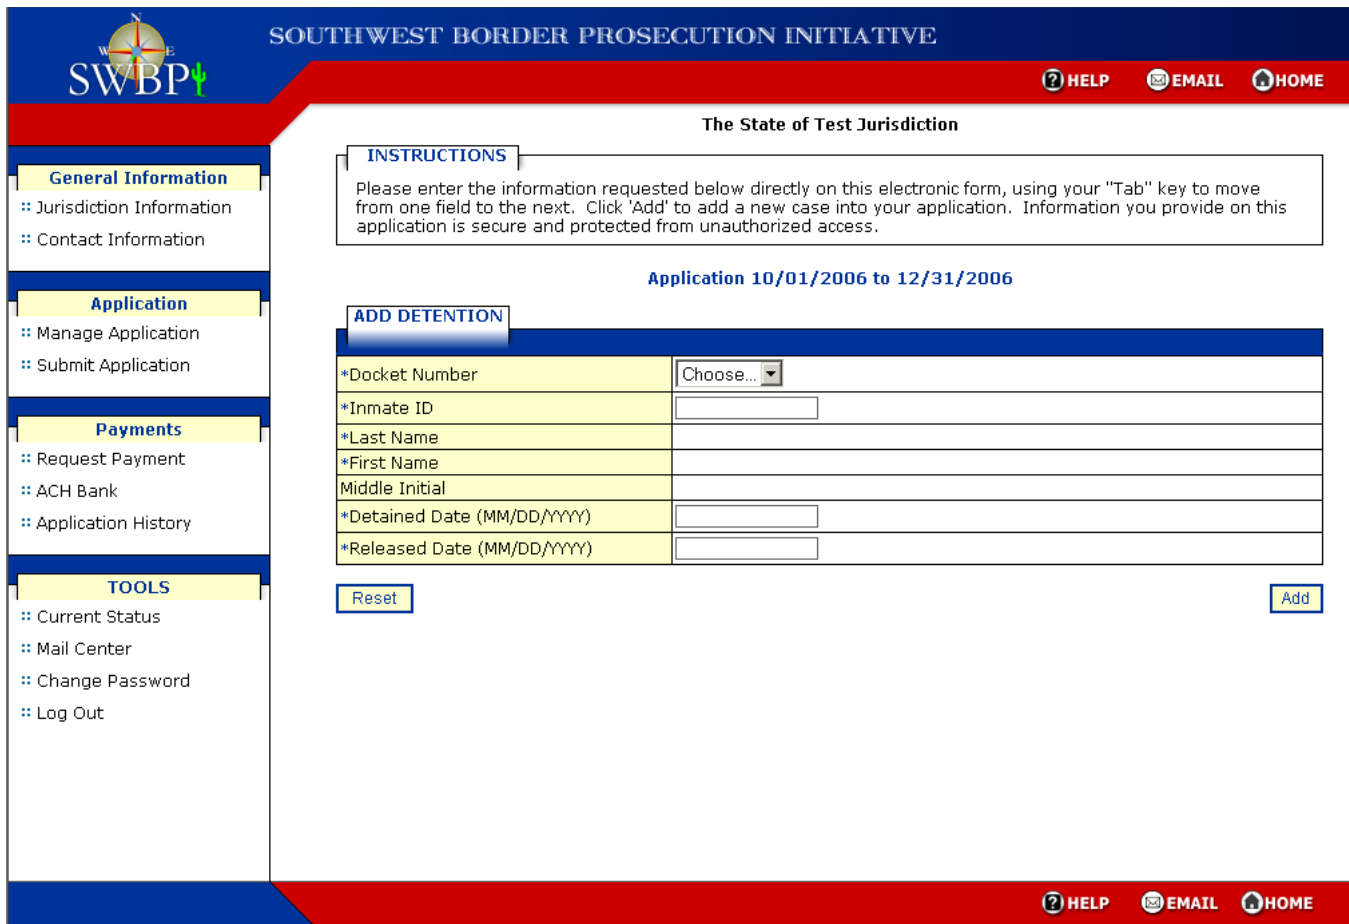 N
W E
SWBPI
SOUTHWEST BORDER PROSECUTION INITIATIVE
? HELP EMAIL HOME
The State of Test Jurisdiction
General Information
Jurisdiction Information
Contact Information
Application
Manage Application
Submit Application
Payments
Request Payment
ACH Bank
Application History
TOOLS
Current Status
Mail Center
Change Password
Log Out
INSTRUCTIONS
Please enter the information requested below directly on this electronic form, using your "Tab" key to move
from one field to the next. Click 'Add' to add a new case into your application. Information you provide on this
application is secure and protected from unauthorized access.
Application 10/01/2006 to 12/31/2006
ADD DETENTION
*Docket Number Choose...
*Inmate ID
*Last Name
*First Name
Middle Initial
*Detained Date (MM/DD/YYYY)
*Released Date (MM/DD/YYYY)
Reset Add
? HELP EMAIL HOME